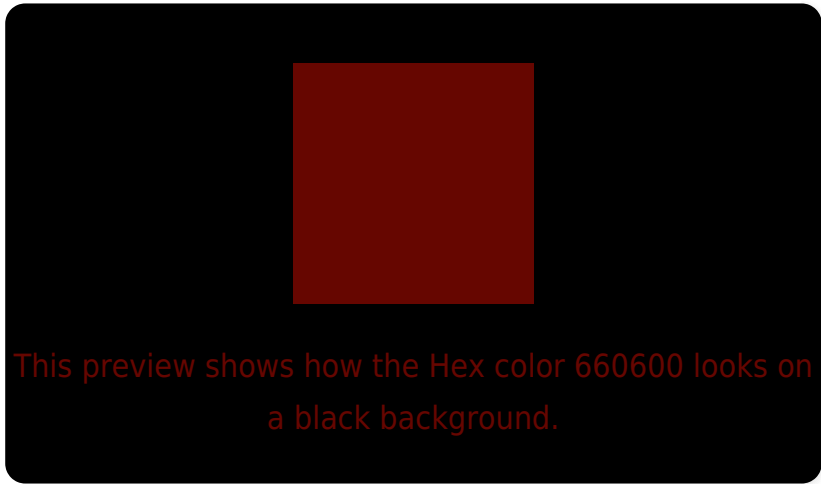 This preview shows how the Hex color 660600 looks on
a black background.